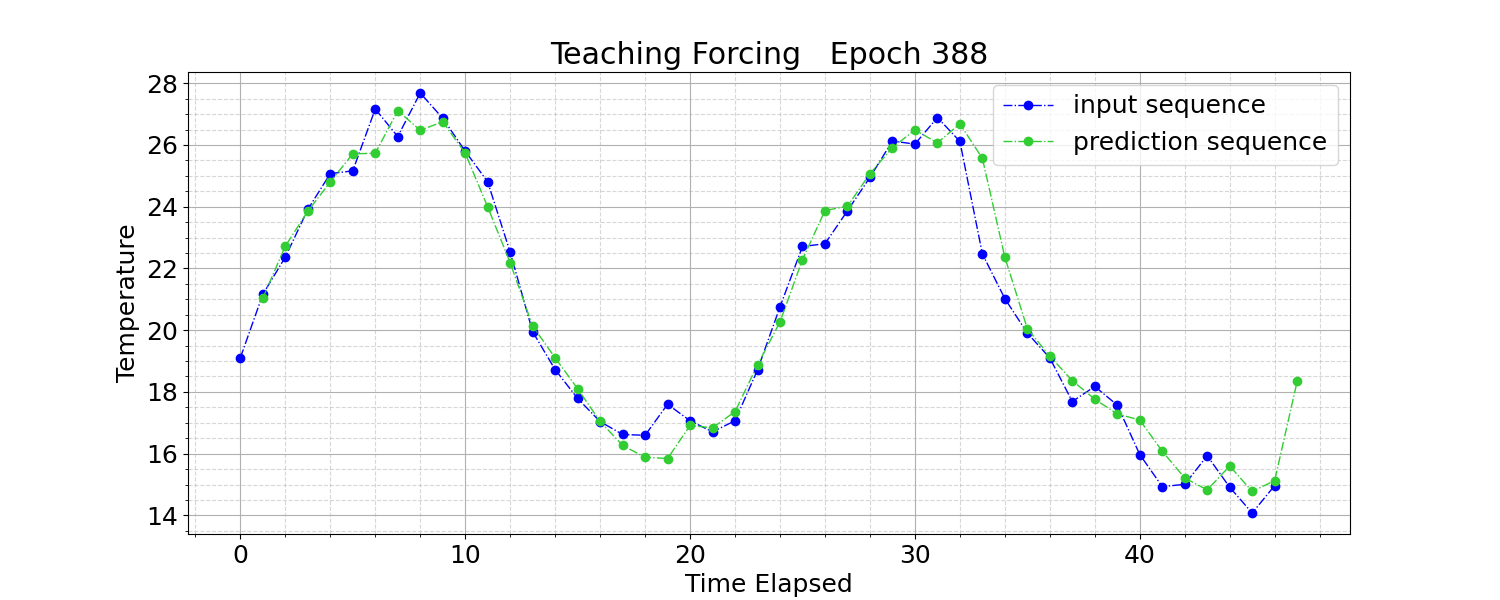 Teaching Forcing   Epoch 388
28
26
24
22
20
18
16
14
Temperature
input sequence
prediction sequence
0 10 20 30 40
Time Elapsed